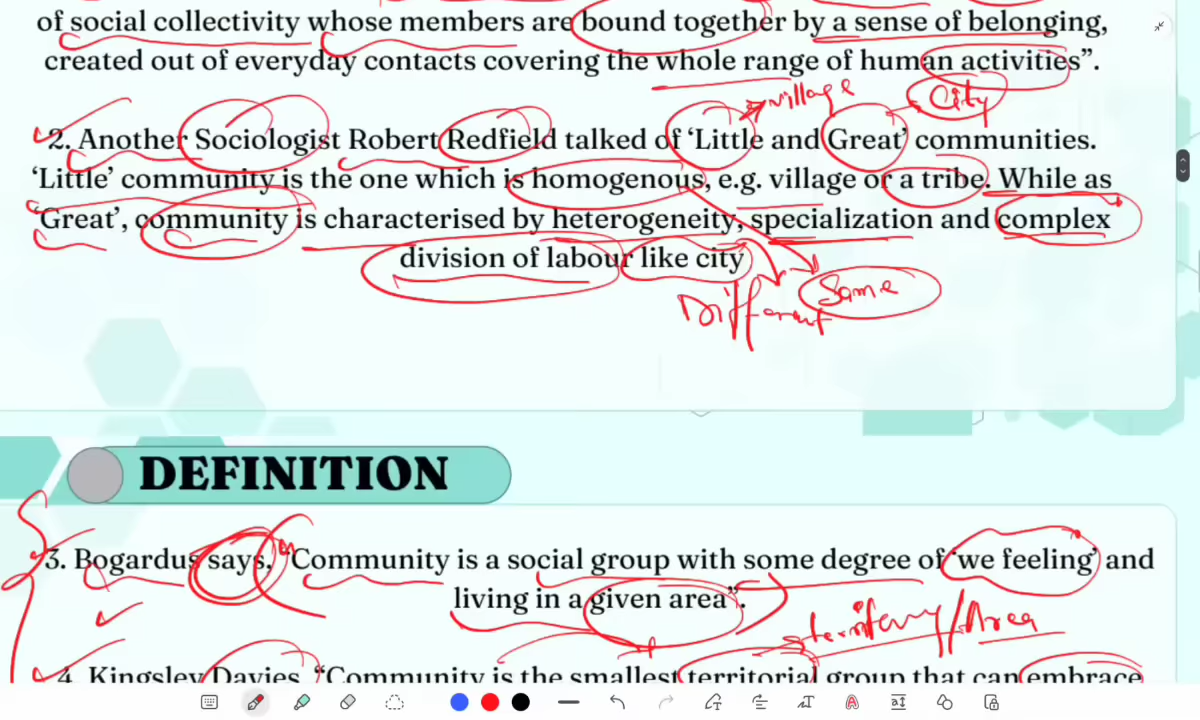 of social collectivity whose members are bound together by a sense of belonging,
created out of everyday contacts covering the whole range of human activities”.
village
City
2. Another Sociologist Robert Redfield talked of ‘Little and Great’ communities.
‘Little’ community is the one which is homogenous, e.g. village or a tribe. While as
‘Great’, community is characterised by heterogeneity, specialization and complex
division of labour like city
Same
Different
DEFINITION
3. Bogardus says, “Community is a social group with some degree of ‘we feeling’ and
living in a given area”.
territory/Area
4. Kingsley Davies, “Community is the smallest territorial group that can embrace